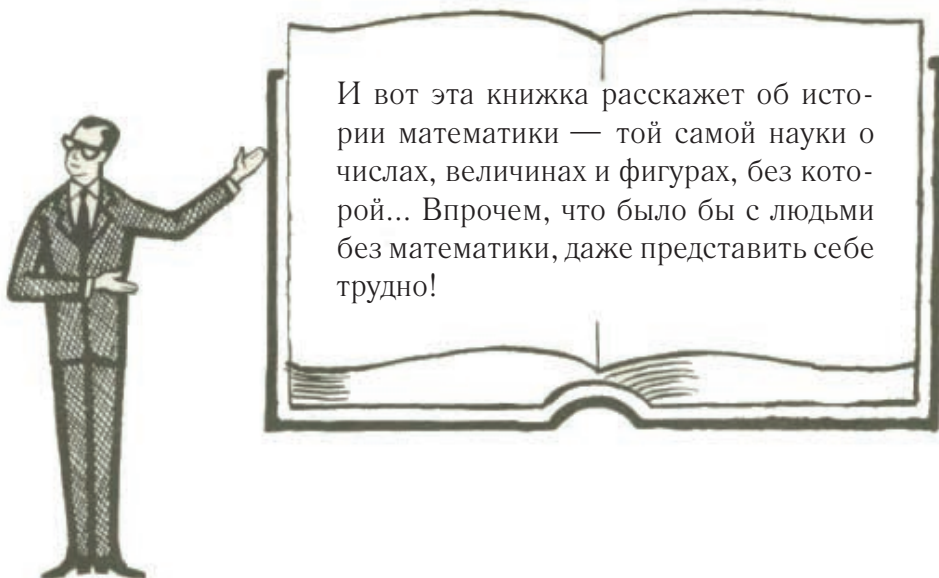 И вот эта книжка расскажет об исто-
рии математики — той самой науки о
числах, величинах и фигурах, без кото-
рой... Впрочем, что было бы с людьми
без математики, даже представить себе
трудно!